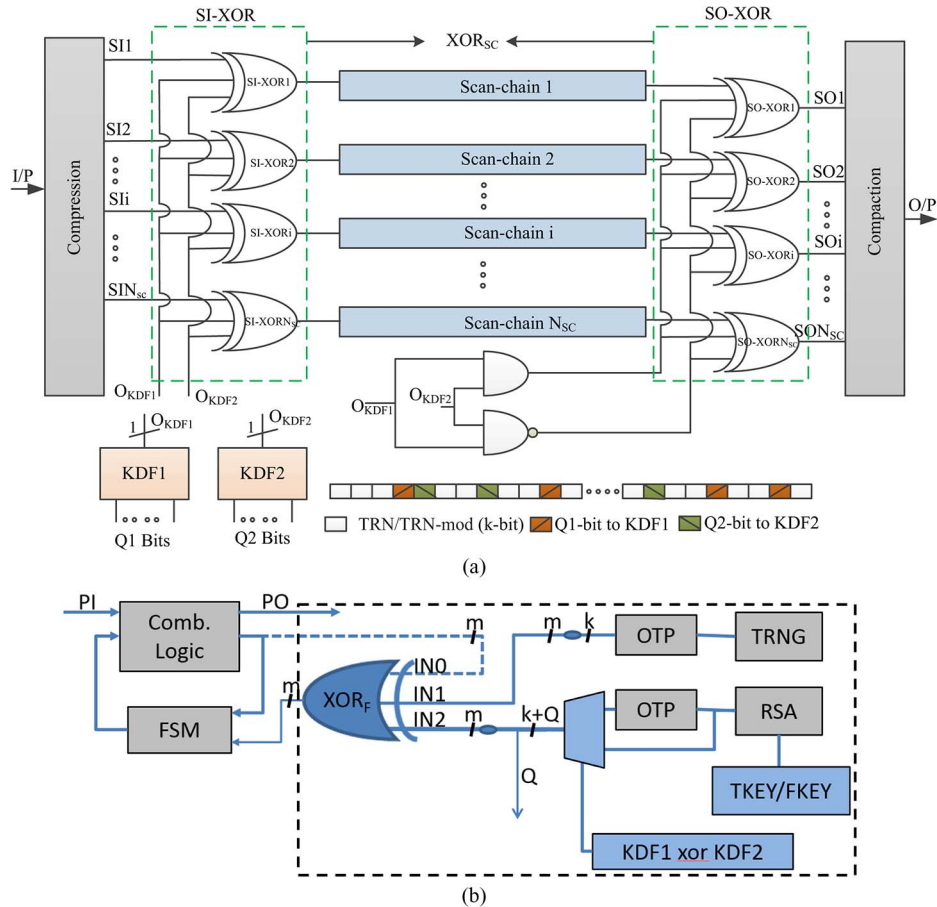 SI-XOR
XOR_SC
SO-XOR
I/P
Compression
SI1
SI2
SIi
SIN_SC
SI-XOR1
SI-XOR2
SI-XORi
SI-XORN_SC
Scan-chain 1
Scan-chain 2
Scan-chain i
Scan-chain N_SC
SO-XOR1
SO-XOR2
SO-XORi
SO-XORN_SC
SO1
SO2
SOi
SON_SC
Compaction
O/P
O_KDF1
O_KDF2
O_KDF1
O_KDF2
1
O_KDF1
1
O_KDF2
KDF1
KDF2
Q1 Bits
Q2 Bits
TRN/TRN-mod (k-bit)
Q1-bit to KDF1
Q2-bit to KDF2
(a)
PI
PO
Comb.
Logic
FSM
m
m
XOR_F
IN0
IN1
IN2
m
k
OTP
TRNG
m
k+Q
Q
OTP
RSA
TKEY/FKEY
KDF1 xor KDF2
(b)